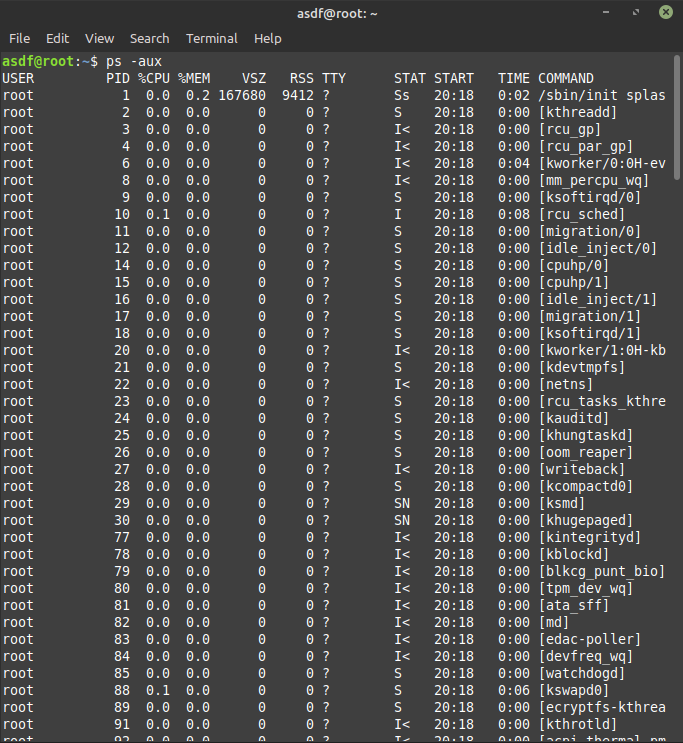 asdf@root: ~
File Edit View Search Terminal Help
asdf@root:~$ ps -aux
USER PID %CPU %MEM VSZ RSS TTY STAT START TIME COMMAND
root 1 0.0 0.2 167680 9412 ? Ss 20:18 0:02 /sbin/init splas
root 2 0.0 0.0 0 0 ? S 20:18 0:00 [kthreadd]
root 3 0.0 0.0 0 0 ? I< 20:18 0:00 [rcu_gp]
root 4 0.0 0.0 0 0 ? I< 20:18 0:00 [rcu_par_gp]
root 6 0.0 0.0 0 0 ? I< 20:18 0:04 [kworker/0:0H-ev
root 8 0.0 0.0 0 0 ? I< 20:18 0:00 [mm_percpu_wq]
root 9 0.0 0.0 0 0 ? S 20:18 0:00 [ksoftirqd/0]
root 10 0.1 0.0 0 0 ? I 20:18 0:08 [rcu_sched]
root 11 0.0 0.0 0 0 ? S 20:18 0:00 [migration/0]
root 12 0.0 0.0 0 0 ? S 20:18 0:00 [idle_inject/0]
root 14 0.0 0.0 0 0 ? S 20:18 0:00 [cpuhp/0]
root 15 0.0 0.0 0 0 ? S 20:18 0:00 [cpuhp/1]
root 16 0.0 0.0 0 0 ? S 20:18 0:00 [idle_inject/1]
root 17 0.0 0.0 0 0 ? S 20:18 0:00 [migration/1]
root 18 0.0 0.0 0 0 ? S 20:18 0:00 [ksoftirqd/1]
root 20 0.0 0.0 0 0 ? I< 20:18 0:00 [kworker/1:0H-kb
root 21 0.0 0.0 0 0 ? S 20:18 0:00 [kdevtmpfs]
root 22 0.0 0.0 0 0 ? I< 20:18 0:00 [netns]
root 23 0.0 0.0 0 0 ? S 20:18 0:00 [rcu_tasks_kthre
root 24 0.0 0.0 0 0 ? S 20:18 0:00 [kauditd]
root 25 0.0 0.0 0 0 ? S 20:18 0:00 [khungtaskd]
root 26 0.0 0.0 0 0 ? S 20:18 0:00 [oom_reaper]
root 27 0.0 0.0 0 0 ? I< 20:18 0:00 [writeback]
root 28 0.0 0.0 0 0 ? S 20:18 0:00 [kcompactd0]
root 29 0.0 0.0 0 0 ? SN 20:18 0:00 [ksmd]
root 30 0.0 0.0 0 0 ? SN 20:18 0:00 [khugepaged]
root 77 0.0 0.0 0 0 ? I< 20:18 0:00 [kintegrityd]
root 78 0.0 0.0 0 0 ? I< 20:18 0:00 [kblockd]
root 79 0.0 0.0 0 0 ? I< 20:18 0:00 [blkcg_punt_bio]
root 80 0.0 0.0 0 0 ? I< 20:18 0:00 [tpm_dev_wq]
root 81 0.0 0.0 0 0 ? I< 20:18 0:00 [ata_sff]
root 82 0.0 0.0 0 0 ? I< 20:18 0:00 [md]
root 83 0.0 0.0 0 0 ? I< 20:18 0:00 [edac-poller]
root 84 0.0 0.0 0 0 ? I< 20:18 0:00 [devfreq_wq]
root 85 0.0 0.0 0 0 ? S 20:18 0:00 [watchdogd]
root 88 0.1 0.0 0 0 ? S 20:18 0:06 [kswapd0]
root 89 0.0 0.0 0 0 ? S 20:18 0:00 [ecryptfs-kthrea
root 91 0.0 0.0 0 0 ? I< 20:18 0:00 [kthrotld]
root 92 0.0 0.0 0 0 ? I< 20:18 0:00 [acpi_thermal_pm